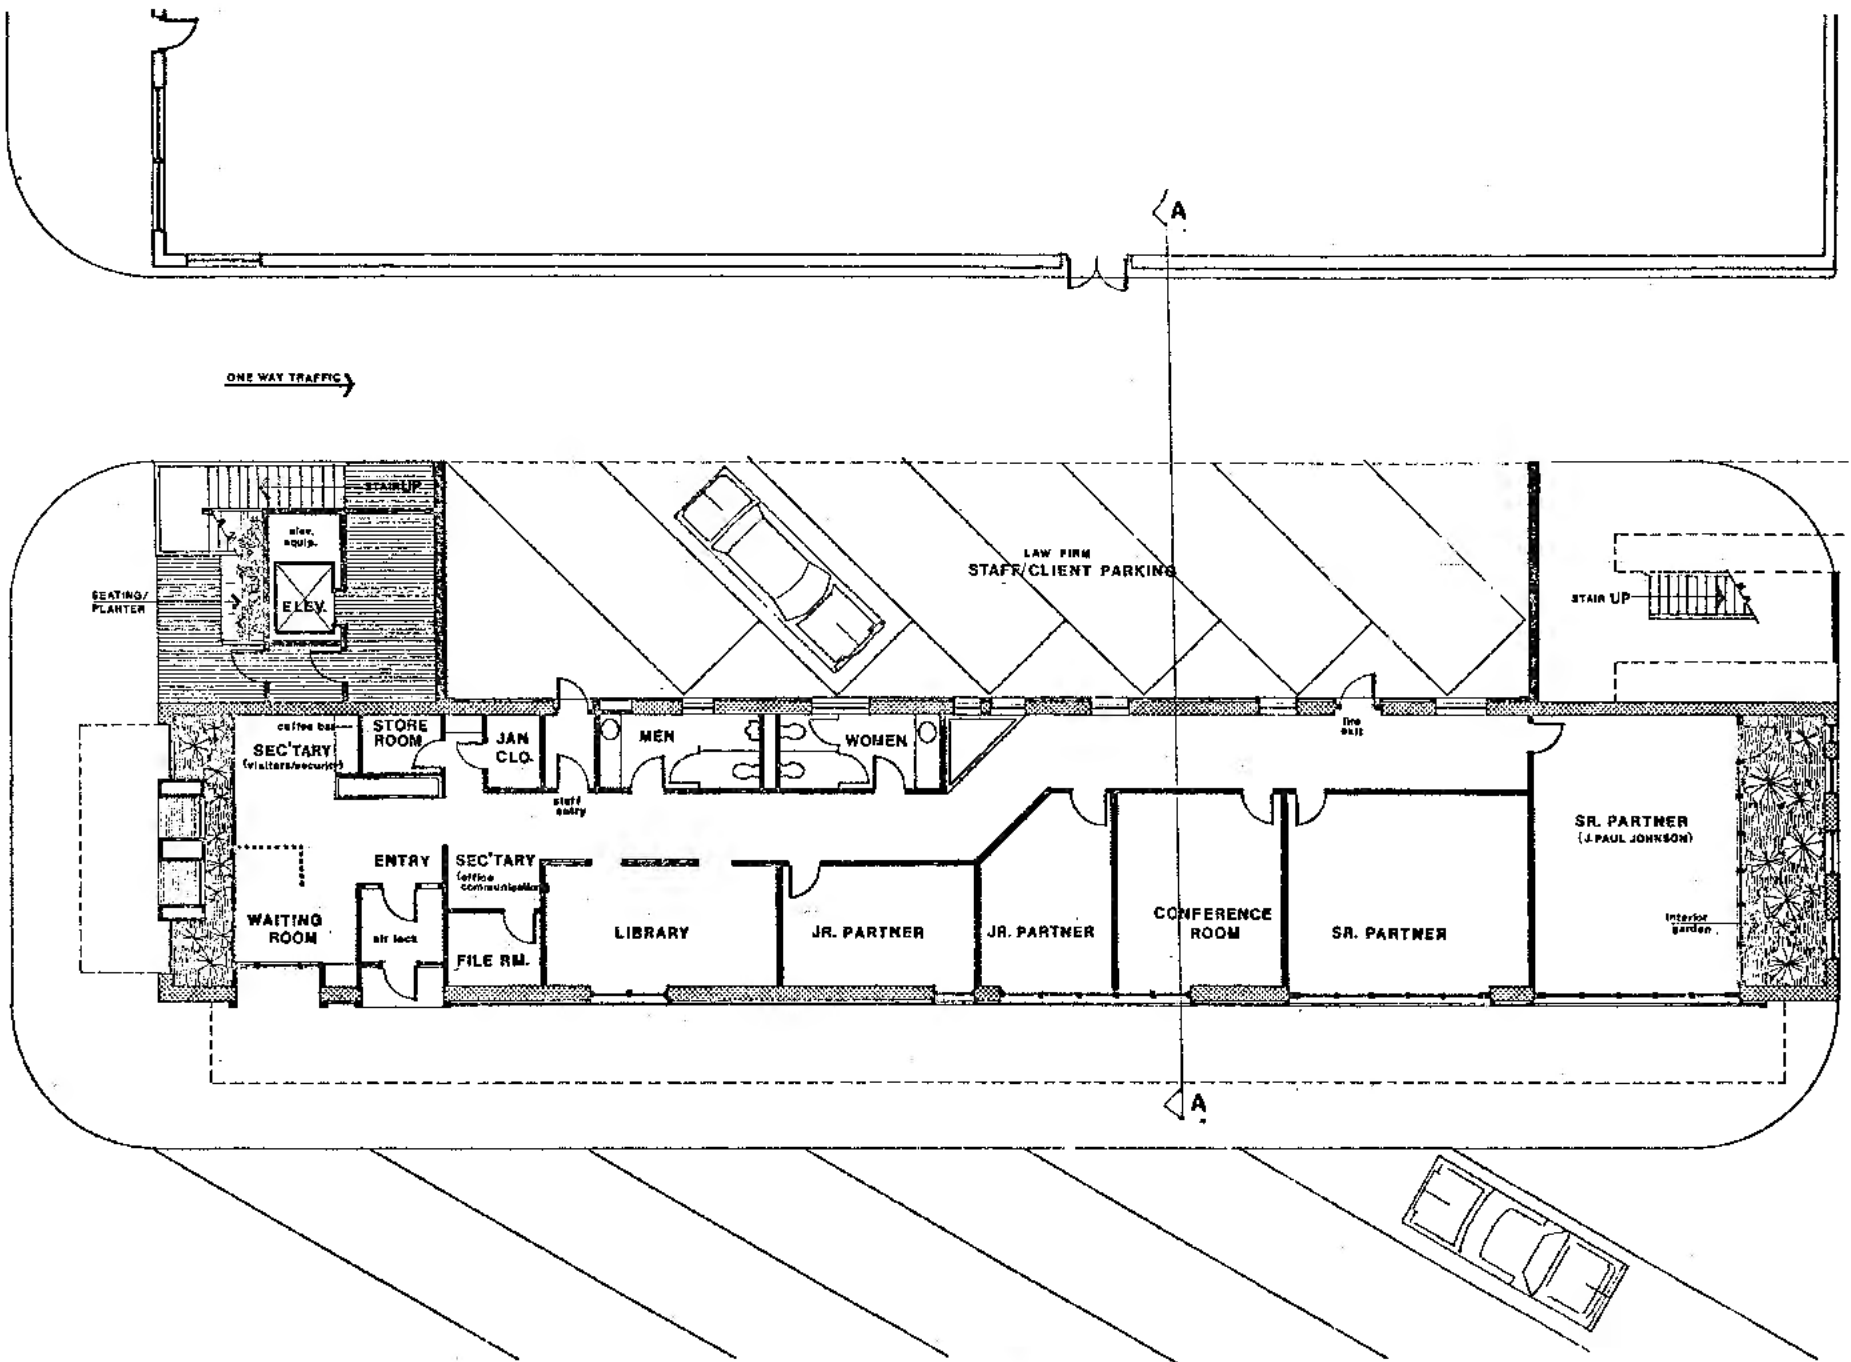 A
ONE WAY TRAFFIC
STAIR UP
elev.
equip.
ELEV.
SEATING/
PLANTER
LAW FIRM
STAFF/CLIENT PARKING
STAIR UP
coffee bar
SEC'TARY
(visitors/security)
STORE
ROOM
JAN
CLO.
MEN
WOMEN
fire
exit
staff
entry
SR. PARTNER
(J. PAUL JOHNSON)
ENTRY
SEC'TARY
(office
communication)
WAITING
ROOM
air lock
FILE RM.
LIBRARY
JR. PARTNER
JR. PARTNER
CONFERENCE
ROOM
SR. PARTNER
interior
garden
A